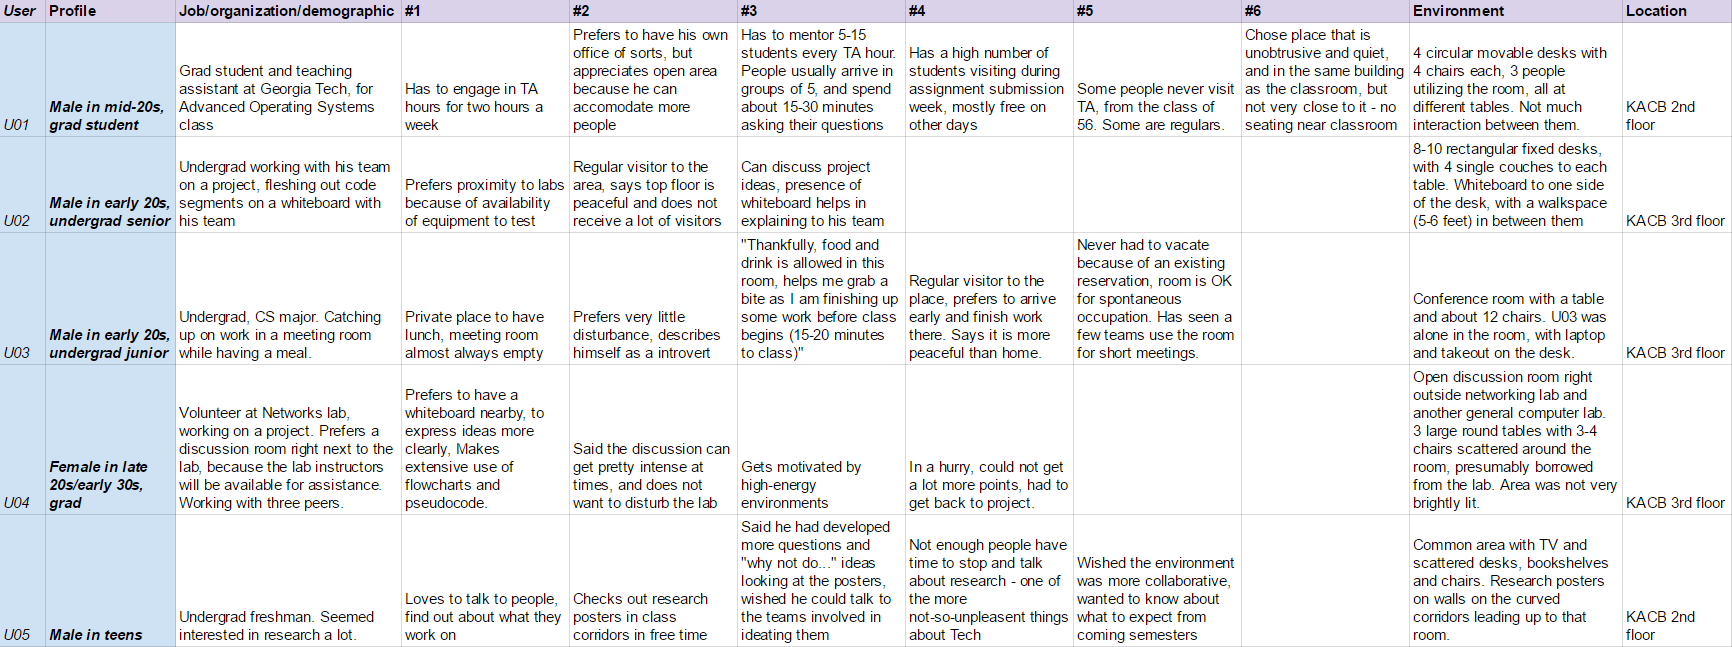 User Profile Job/organization/demographic #1 #2 #3 #4 #5 #6 Environment Location
U01
Male in mid-20s,
grad student
Grad student and teaching
assistant at Georgia Tech, for
Advanced Operating Systems
class
Has to engage in TA
hours for two hours a
week
Prefers to have his own
office of sorts, but
appreciates open area
because he can
accomodate more
people
Has to mentor 5-15
students every TA hour.
People usually arrive in
groups of 5, and spend
about 15-30 minutes
asking their questions
Has a high number of
students visiting during
assignment submission
week, mostly free on
other days
Some people never visit
TA, from the class of
56. Some are regulars.
Chose place that is
unobtrusive and quiet,
and in the same building
as the classroom, but
not very close to it - no
seating near classroom
4 circular movable desks with
4 chairs each, 3 people
utilizing the room, all at
different tables. Not much
interaction between them.
KACB 2nd
floor
U02
Male in early 20s,
undergrad senior
Undergrad working with his team
on a project, fleshing out code
segments on a whiteboard with
his team
Prefers proximity to labs
because of availability
of equipment to test
Regular visitor to the
area, says top floor is
peaceful and does not
receive a lot of visitors
Can discuss project
ideas, presence of
whiteboard helps in
explaining to his team
8-10 rectangular fixed desks,
with 4 single couches to each
table. Whiteboard to one side
of the desk, with a walkspace
(5-6 feet) in between them
KACB 3rd floor
U03
Male in early 20s,
undergrad junior
Undergrad, CS major. Catching
up on work in a meeting room
while having a meal.
Private place to have
lunch, meeting room
almost always empty
Prefers very little
disturbance, describes
himself as a introvert
"Thankfully, food and
drink is allowed in this
room, helps me grab a
bite as I am finishing up
some work before class
begins (15-20 minutes
to class)"
Regular visitor to the
place, prefers to arrive
early and finish work
there. Says it is more
peaceful than home.
Never had to vacate
because of an existing
reservation, room is OK
for spontaneous
occupation. Has seen a
few teams use the room
for short meetings.
Conference room with a table
and about 12 chairs. U03 was
alone in the room, with laptop
and takeout on the desk.
KACB 3rd floor
U04
Female in late
20s/early 30s,
grad
Volunteer at Networks lab,
working on a project. Prefers a
discussion room right next to the
lab, because the lab instructors
will be available for assistance.
Working with three peers.
Prefers to have a
whiteboard nearby, to
express ideas more
clearly, Makes
extensive use of
flowcharts and
pseudocode.
Said the discussion can
get pretty intense at
times, and does not
want to disturb the lab
Gets motivated by
high-energy
environments
In a hurry, could not get
a lot more points, had to
get back to project.
Open discussion room right
outside networking lab and
another general computer lab.
3 large round tables with 3-4
chairs scattered around the
room, presumably borrowed
from the lab. Area was not very
brightly lit.
KACB 3rd floor
U05
Male in teens
Undergrad freshman. Seemed
interested in research a lot.
Loves to talk to people,
find out about what they
work on
Checks out research
posters in class
corridors in free time
Said he had developed
more questions and
"why not do..." ideas
looking at the posters,
wished he could talk to
the teams involved in
ideating them
Not enough people have
time to stop and talk
about research - one of
the more
not-so-unpleasent things
about Tech
Wished the environment
was more collaborative,
wanted to know about
what to expect from
coming semesters
Common area with TV and
scattered desks, bookshelves
and chairs. Research posters
on walls on the curved
corridors leading up to that
room.
KACB 2nd
floor